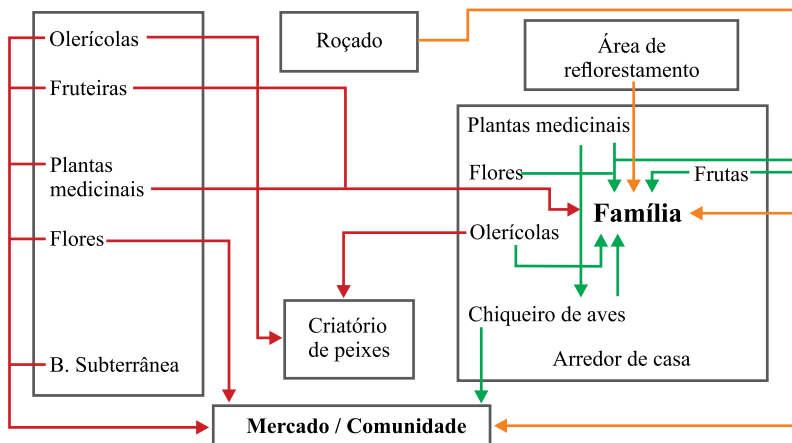 Olerícolas
Fruteiras
Plantas
medicinais
Flores
B. Subterrânea
Roçado
Área de
reflorestamento
Plantas medicinais
Flores
Frutas
Família
Olerícolas
Chiqueiro de aves
Arredor de casa
Criatório
de peixes
Mercado / Comunidade